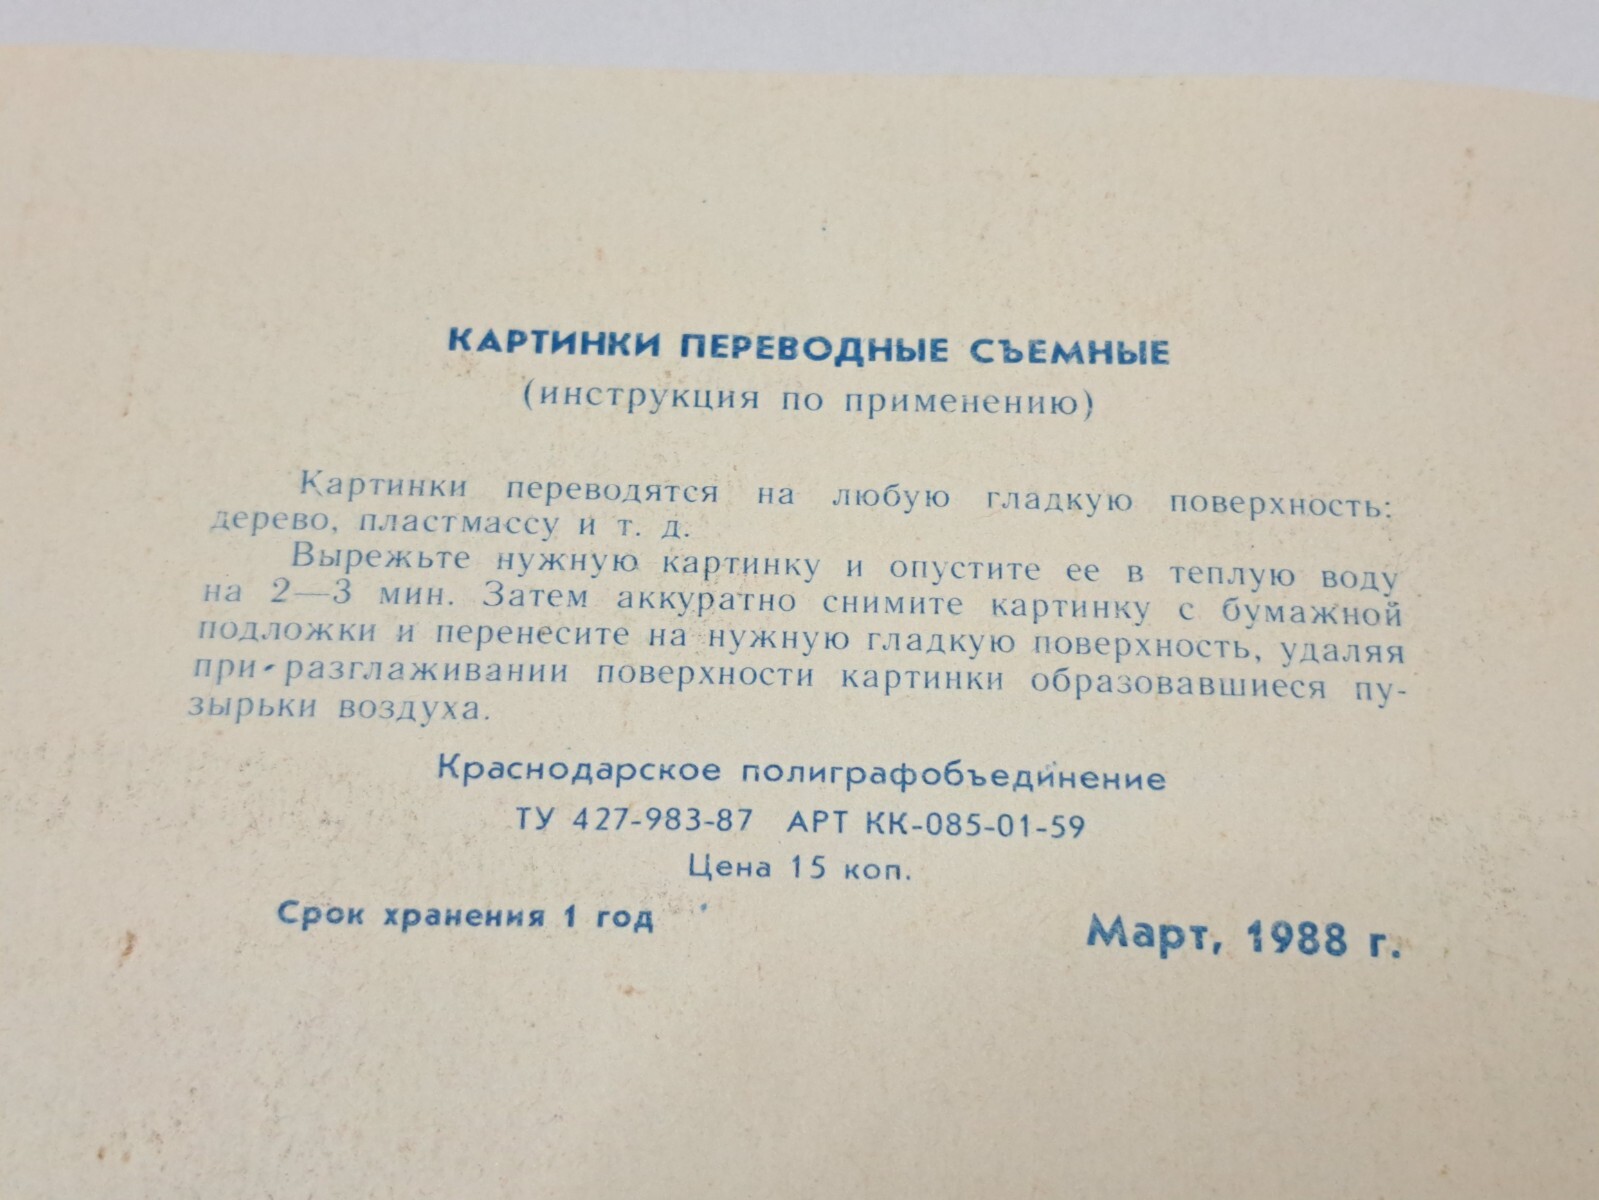 КАРТИНКИ ПЕРЕВОДНЫЕ СЪЕМНЫЕ
(инструкция по применению)
Картинки переводятся на любую гладкую поверхность:
дерево, пластмассу и т. д.
Вырежьте нужную картинку и опустите ее в теплую воду
на 2—3 мин. Затем аккуратно снимите картинку с бумажной
подложки и перенесите на нужную гладкую поверхность, удаляя
при разглаживании поверхности картинки образовавшиеся пу-
зырьки воздуха.
Краснодарское полиграфобъединение
ТУ 427-983-87 АРТ КК-085-01-59
Цена 15 коп.
Срок хранения 1 год
Март, 1988 г.